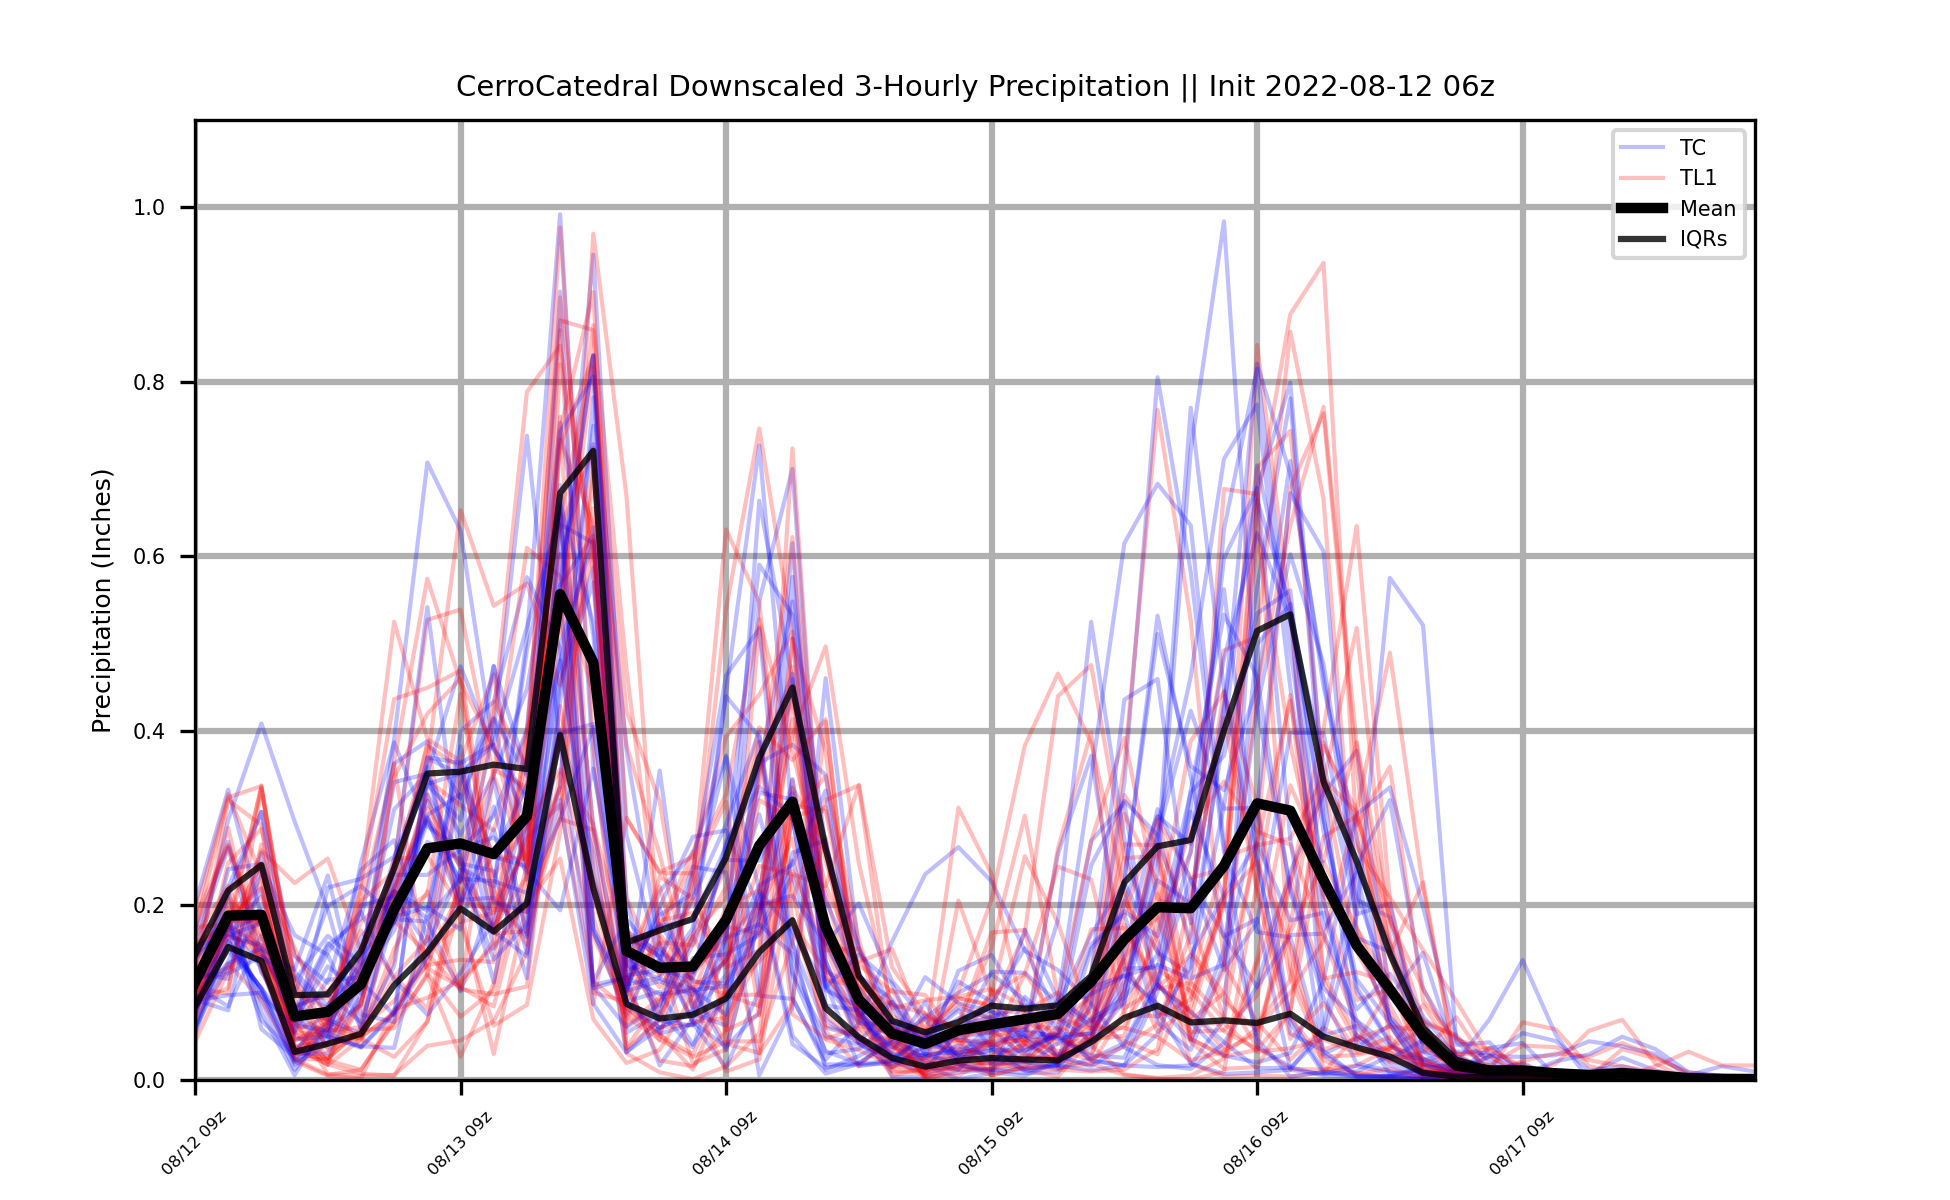 CerroCatedral Downscaled 3-Hourly Precipitation || Init 2022-08-12 06z
TC
TL1
Mean
IQRs
Precipitation (Inches)
1.0
0.8
0.6
0.4
0.2
0.0
08/12 09z
08/13 09z
08/14 09z
08/15 09z
08/16 09z
08/17 09z